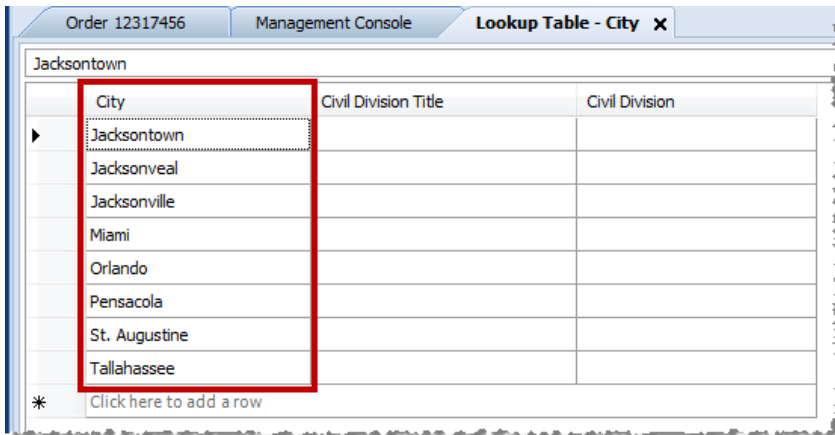 Order 12317456 Management Console Lookup Table - City x
Jacksontown
City Civil Division Title Civil Division
Jacksontown
Jacksonveal
Jacksonville
Miami
Orlando
Pensacola
St. Augustine
Tallahassee
Click here to add a row